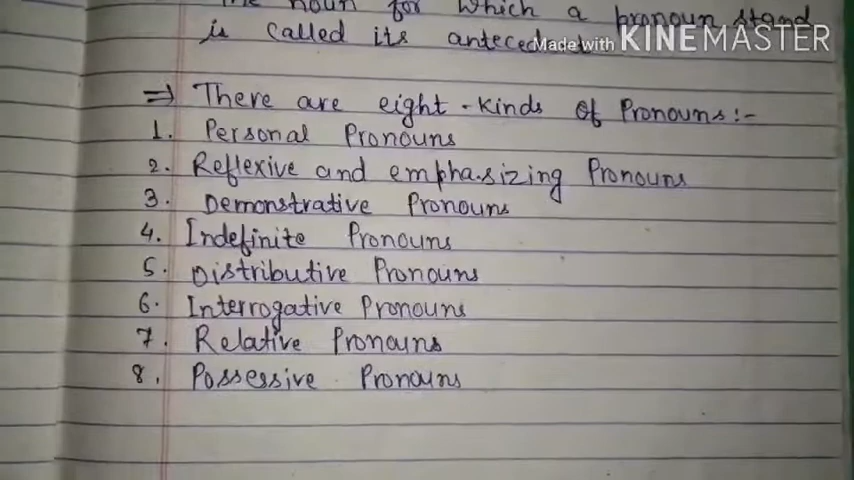 The noun for which a pronoun stand
is called its antecedent
Made with KINEMASTER
⇒ There are eight-kinds of Pronouns:-
1. Personal Pronouns
2. Reflexive and emphasizing Pronouns
3. Demonstrative Pronouns
4. Indefinite Pronouns
5. Distributive Pronouns
6. Interrogative Pronouns
7. Relative Pronouns
8. Possessive Pronouns